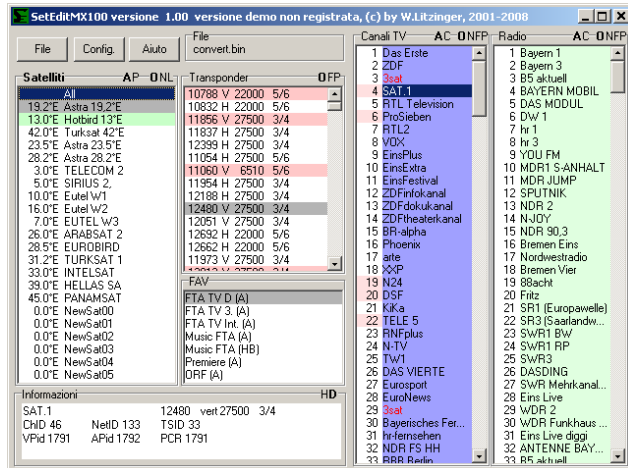 SetEditMX100 versione 1.00 versione demo non registrata, (c) by W.Litzinger, 2001-2008
File Config. Aiuto
File
convert.bin
Satelliti AP ONL
All
19.2°E Astra 19,2°E
13.0°E Hotbird 13°E
42.0°E Turksat 42°E
23.5°E Astra 23.5°E
28.2°E Astra 28.2°E
3.0°E TELECOM 2
5.0°E SIRIUS 2,
10.0°E Eutel W1
16.0°E Eutel W2
7.0°E EUTEL W3
26.0°E ARABSAT 2
28.5°E EUROBIRD
31.2°E TURKSAT 1
33.0°E INTELSAT
39.0°E HELLAS SA
45.0°E PANAMSAT
0.0°E NewSat00
0.0°E NewSat01
0.0°E NewSat02
0.0°E NewSat03
0.0°E NewSat04
0.0°E NewSat05
Transponder OFP
10788 V 22000 5/6
10832 H 22000 5/6
11856 V 27500 3/4
11837 H 27500 3/4
12399 H 27500 3/4
11054 H 27500 5/6
11060 V 6510 5/6
11954 H 27500 3/4
12188 H 27500 3/4
12480 V 27500 3/4
12051 V 27500 3/4
12692 H 22000 5/6
12662 H 22000 5/6
11973 V 27500 3/4
FAV
FTA TV D (A)
FTA TV 3. (A)
FTA TV Int. (A)
Music FTA (A)
Music FTA (HB)
Premiere (A)
ORF (A)
Informazioni HD
SAT.1 12480 vert 27500 3/4
ChID 46 NetID 133 TSID 33
VPid 1791 APid 1792 PCR 1791
Canali TV AC ONFP
1 Das Erste
2 ZDF
3 3sat
4 SAT.1
5 RTL Television
6 ProSieben
7 RTL2
8 VOX
9 EinsPlus
10 EinsExtra
11 EinsFestival
12 ZDFinfokanal
13 ZDFdokukanal
14 ZDFtheaterkanal
15 BR-alpha
16 Phoenix
17 arte
18 XXP
19 N24
20 DSF
21 KiKa
22 TELE 5
23 RNFplus
24 N-TV
25 TW1
26 DAS VIERTE
27 Eurosport
28 EuroNews
29 3sat
30 Bayerisches Fer...
31 hr-fernsehen
32 NDR FS HH
33 RBB Berlin
Radio AC ONFP
1 Bayern 1
2 Bayern 3
3 B5 aktuell
4 BAYERN MOBIL
5 DAS MODUL
6 DW 1
7 hr 1
8 hr 3
9 YOU FM
10 MDR1 S-ANHALT
11 MDR JUMP
12 SPUTNIK
13 NDR 2
14 N-JOY
15 NDR 90,3
16 Bremen Eins
17 Nordwestradio
18 Bremen Vier
19 88acht
20 Fritz
21 SR1 (Europawelle)
22 SR3 (Saarlandw...
23 SWR1 BW
24 SWR1 RP
25 SWR3
26 DASDING
27 SWR Mehrkanal...
28 Eins Live
29 WDR 2
30 WDR Funkhaus ...
31 Eins Live diggi
32 ANTENNE BAY...
33 B5 aktuell